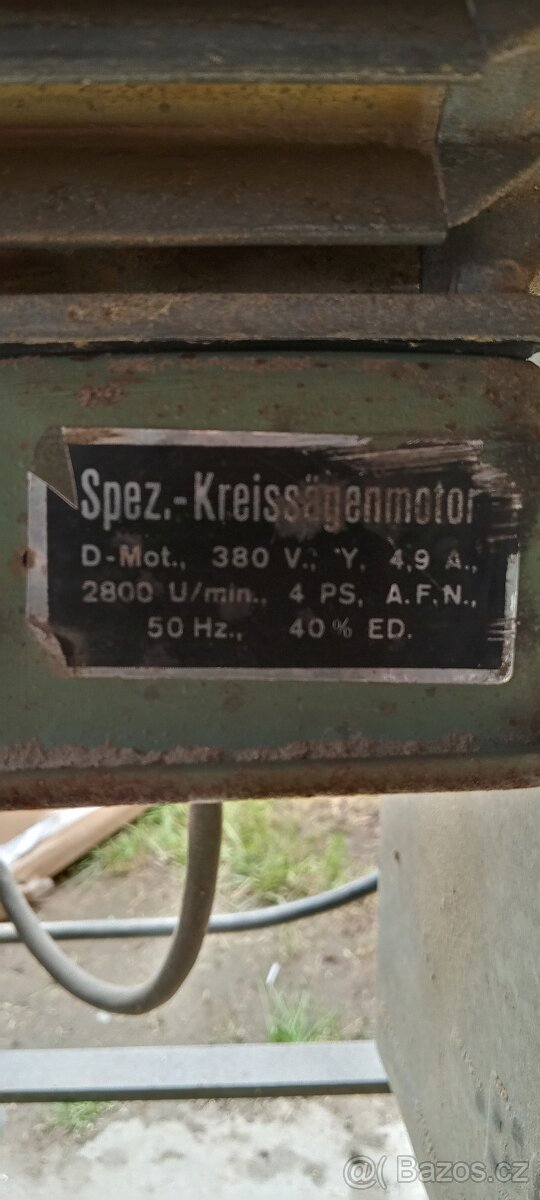 Spez.-Kreissägenmotor
D-Mot., 380 V., Y, 4,9 A.,
2800 U/min., 4 PS, A.F.N.,
50 Hz., 40% ED.
@ Bazos.cz